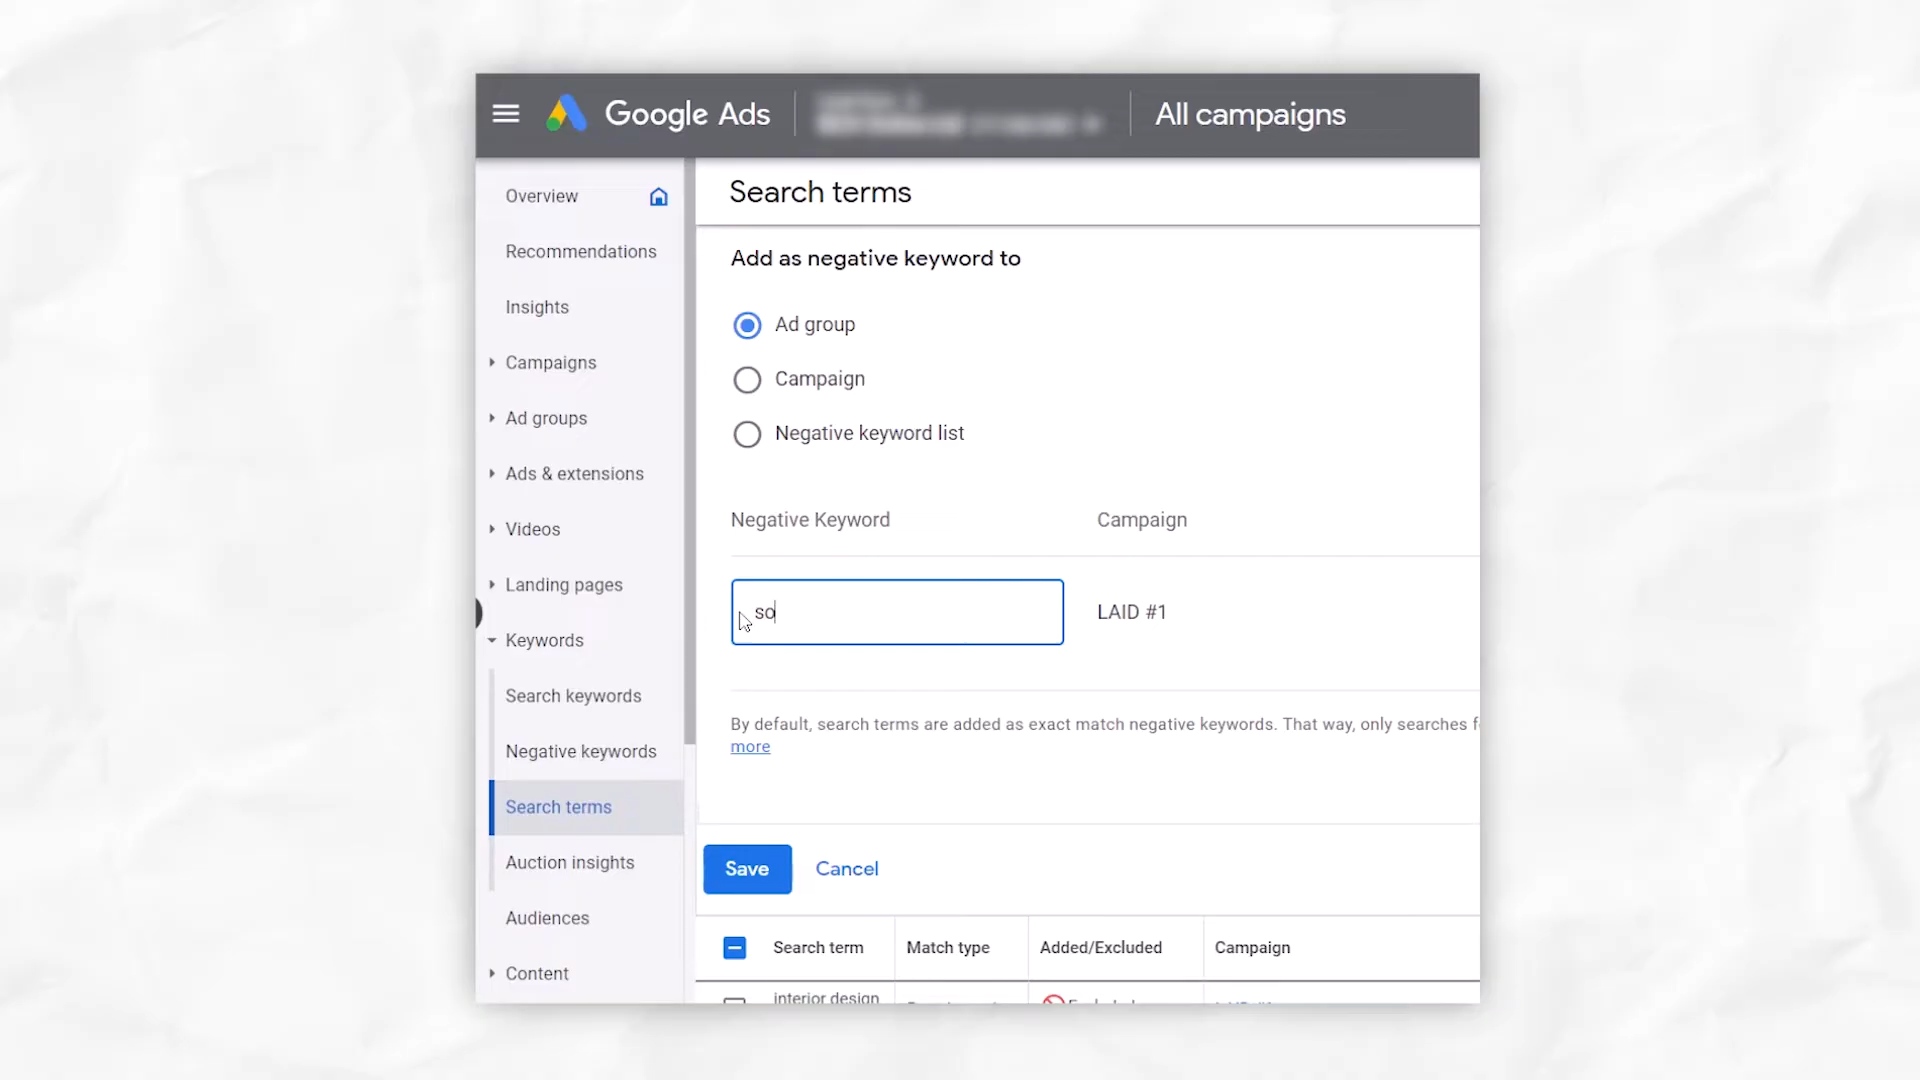 Google Ads
All campaigns
Overview
Recommendations
Insights
Campaigns
Ad groups
Ads & extensions
Videos
Landing pages
Keywords
Search keywords
Negative keywords
Search terms
Auction insights
Audiences
Content
Search terms
Add as negative keyword to
Ad group
Campaign
Negative keyword list
Negative Keyword Campaign
so LAID #1
By default, search terms are added as exact match negative keywords. That way, only searches
more
Save Cancel
Search term Match type Added/Excluded Campaign
interior design